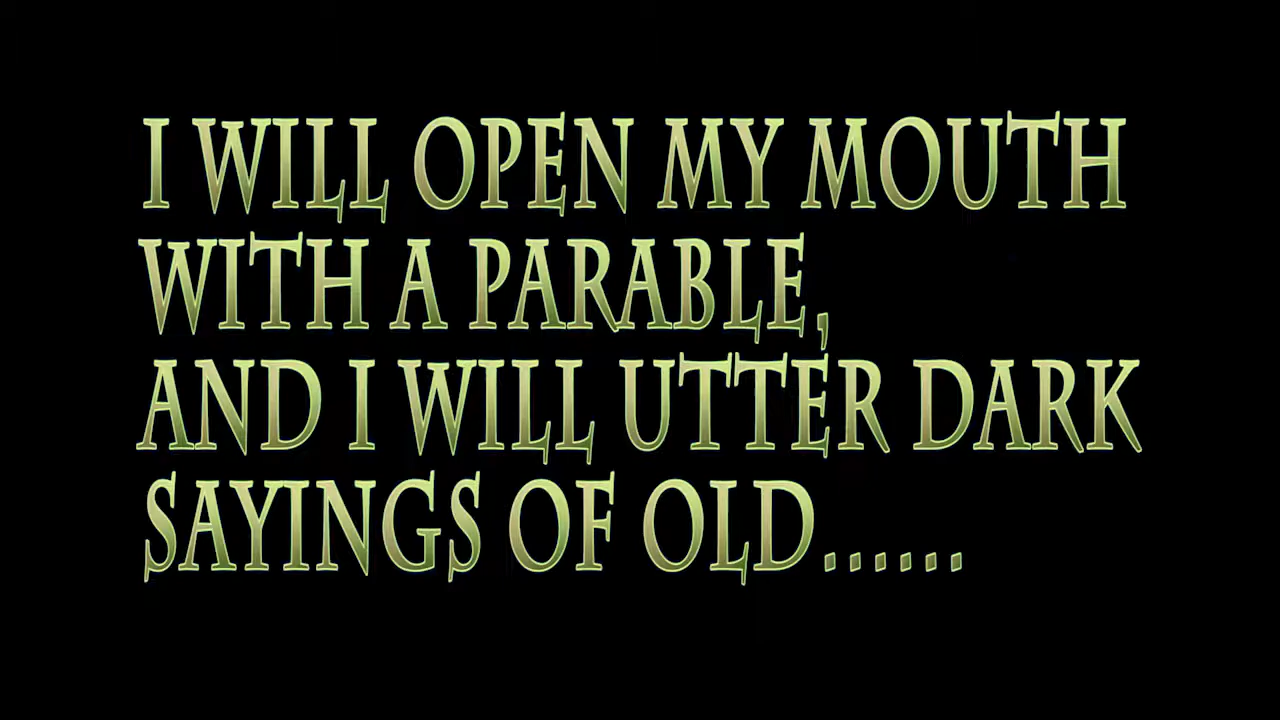 I WILL OPEN MY MOUTH
WITH A PARABLE,
AND I WILL UTTER DARK
SAYINGS OF OLD......